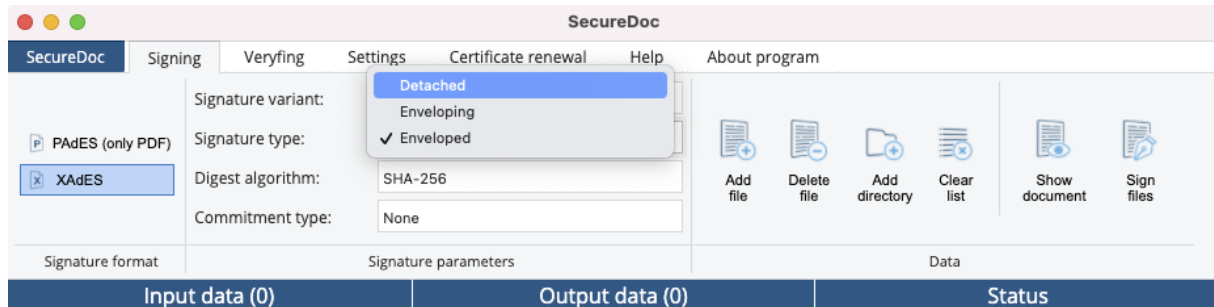 SecureDoc
SecureDoc Signing Veryfing Settings Certificate renewal Help About program
PAdES (only PDF)
XAdES
Signature format
Signature variant:
Signature type:
Detached
Enveloping
✓ Enveloped
Digest algorithm: SHA-256
Commitment type: None
Signature parameters
Add file
Delete file
Add directory
Clear list
Show document
Sign files
Data
Input data (0) Output data (0) Status